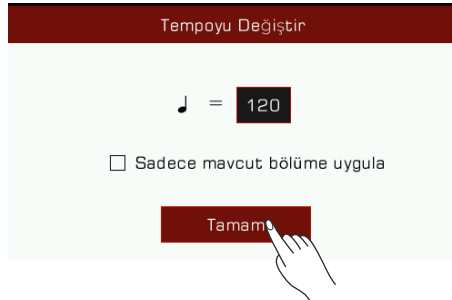 Tempoyu Değiştir
♩ = 120
Sadece mavcut bölüme uygula
Tamam